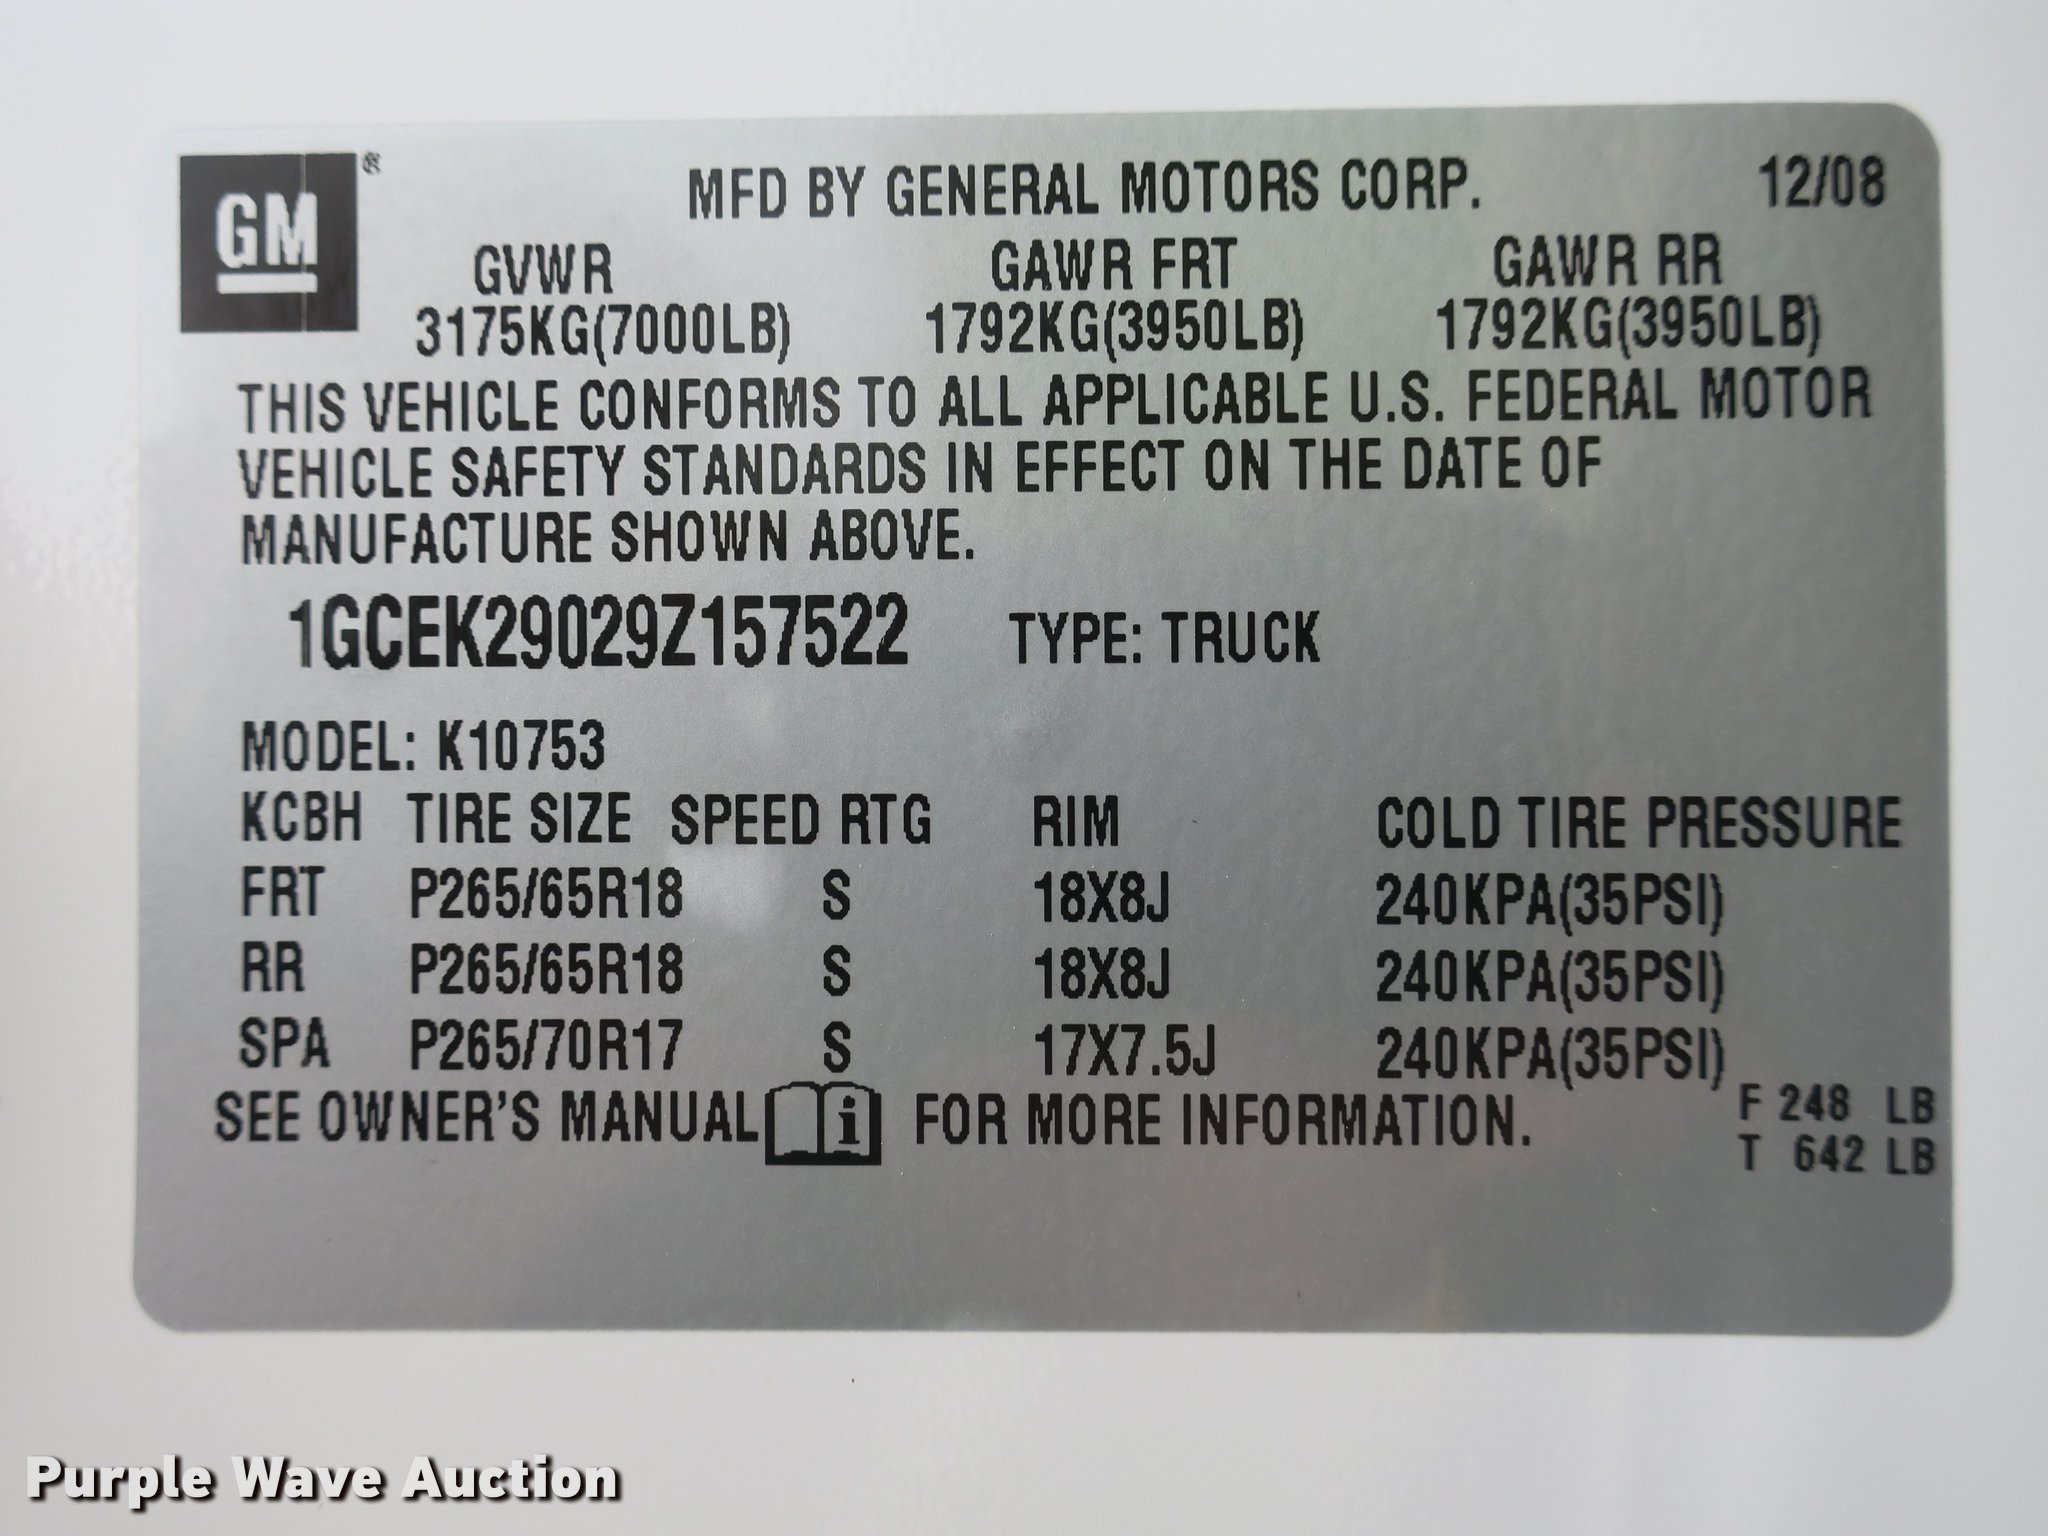 GM ®
MFD BY GENERAL MOTORS CORP. 12/08
GVWR GAWR FRT GAWR RR
3175KG(7000LB) 1792KG(3950LB) 1792KG(3950LB)
THIS VEHICLE CONFORMS TO ALL APPLICABLE U.S. FEDERAL MOTOR
VEHICLE SAFETY STANDARDS IN EFFECT ON THE DATE OF
MANUFACTURE SHOWN ABOVE.
1GCEK29029Z157522 TYPE: TRUCK
MODEL: K10753
KCBH TIRE SIZE SPEED RTG RIM COLD TIRE PRESSURE
FRT P265/65R18 S 18X8J 240KPA(35PSI)
RR P265/65R18 S 18X8J 240KPA(35PSI)
SPA P265/70R17 S 17X7.5J 240KPA(35PSI)
SEE OWNER'S MANUAL i FOR MORE INFORMATION.
F 248 LB
T 642 LB
Purple Wave Auction